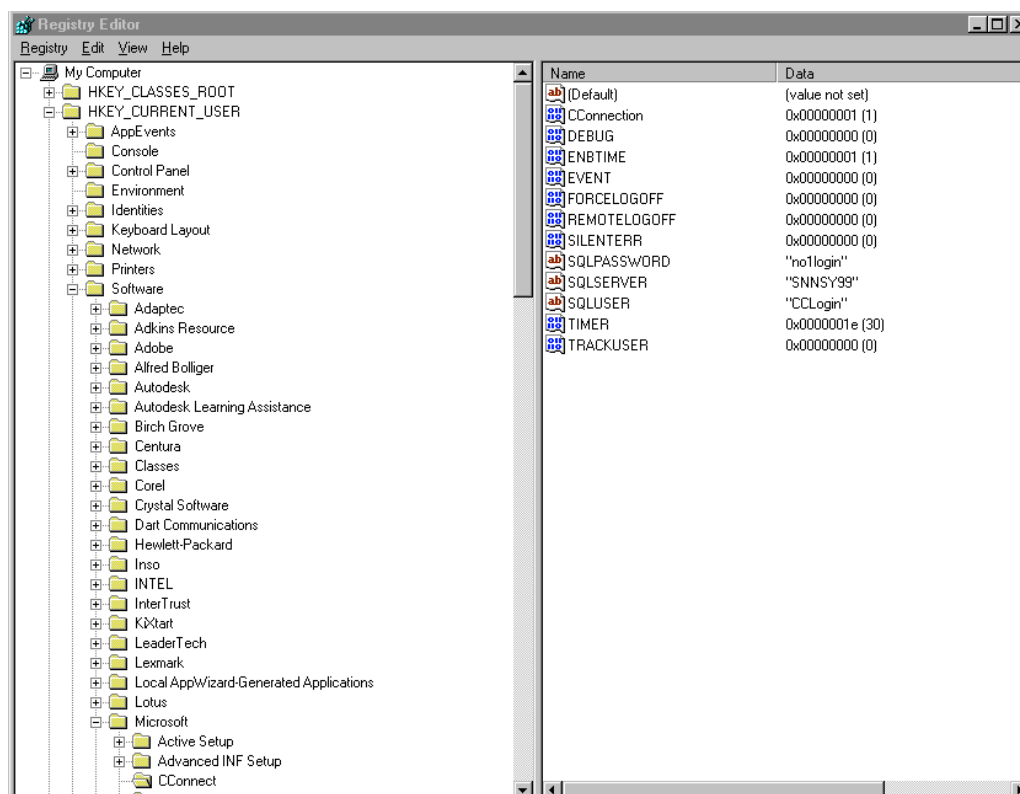 Registry Editor
Registry Edit View Help
My Computer
HKEY_CLASSES_ROOT
HKEY_CURRENT_USER
AppEvents
Console
Control Panel
Environment
Identities
Keyboard Layout
Network
Printers
Software
Adaptec
Adkins Resource
Adobe
Alfred Bolliger
Autodesk
Autodesk Learning Assistance
Birch Grove
Centura
Classes
Corel
Crystal Software
Dart Communications
Hewlett-Packard
Inso
INTEL
InterTrust
KiXtart
LeaderTech
Lexmark
Local AppWizard-Generated Applications
Lotus
Microsoft
Active Setup
Advanced INF Setup
CConnect
Name Data
(Default) (value not set)
CConnection 0x00000001 (1)
DEBUG 0x00000000 (0)
ENBTIME 0x00000001 (1)
EVENT 0x00000000 (0)
FORCELOGOFF 0x00000000 (0)
REMOTELOGOFF 0x00000000 (0)
SILENTERR 0x00000000 (0)
SQLPASSWORD "no1login"
SQLSERVER "SNNSY99"
SQLUSER "CCLogin"
TIMER 0x0000001e (30)
TRACKUSER 0x00000000 (0)